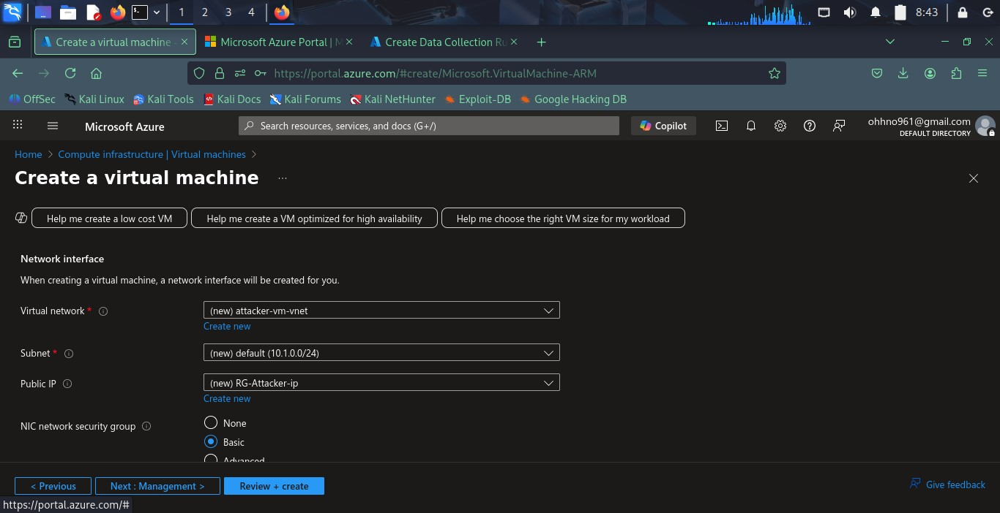 1 2 3 4 8:43
Create a virtual machine - Microsoft Azure Portal | M Create Data Collection Ru
https://portal.azure.com/#create/Microsoft.VirtualMachine-ARM
OffSec Kali Linux Kali Tools Kali Docs Kali Forums Kali NetHunter Exploit-DB Google Hacking DB
Microsoft Azure Search resources, services, and docs (G+/) Copilot ohhno961@gmail.com
DEFAULT DIRECTORY
Home > Compute infrastructure | Virtual machines >
Create a virtual machine ...
Help me create a low cost VM Help me create a VM optimized for high availability Help me choose the right VM size for my workload
Network interface
When creating a virtual machine, a network interface will be created for you.
Virtual network * (new) attacker-vm-vnet
Create new
Subnet * (new) default (10.1.0.0/24)
Public IP (new) RG-Attacker-ip
Create new
NIC network security group None
Basic
Advanced
< Previous Next : Management > Review + create Give feedback
https://portal.azure.com/#